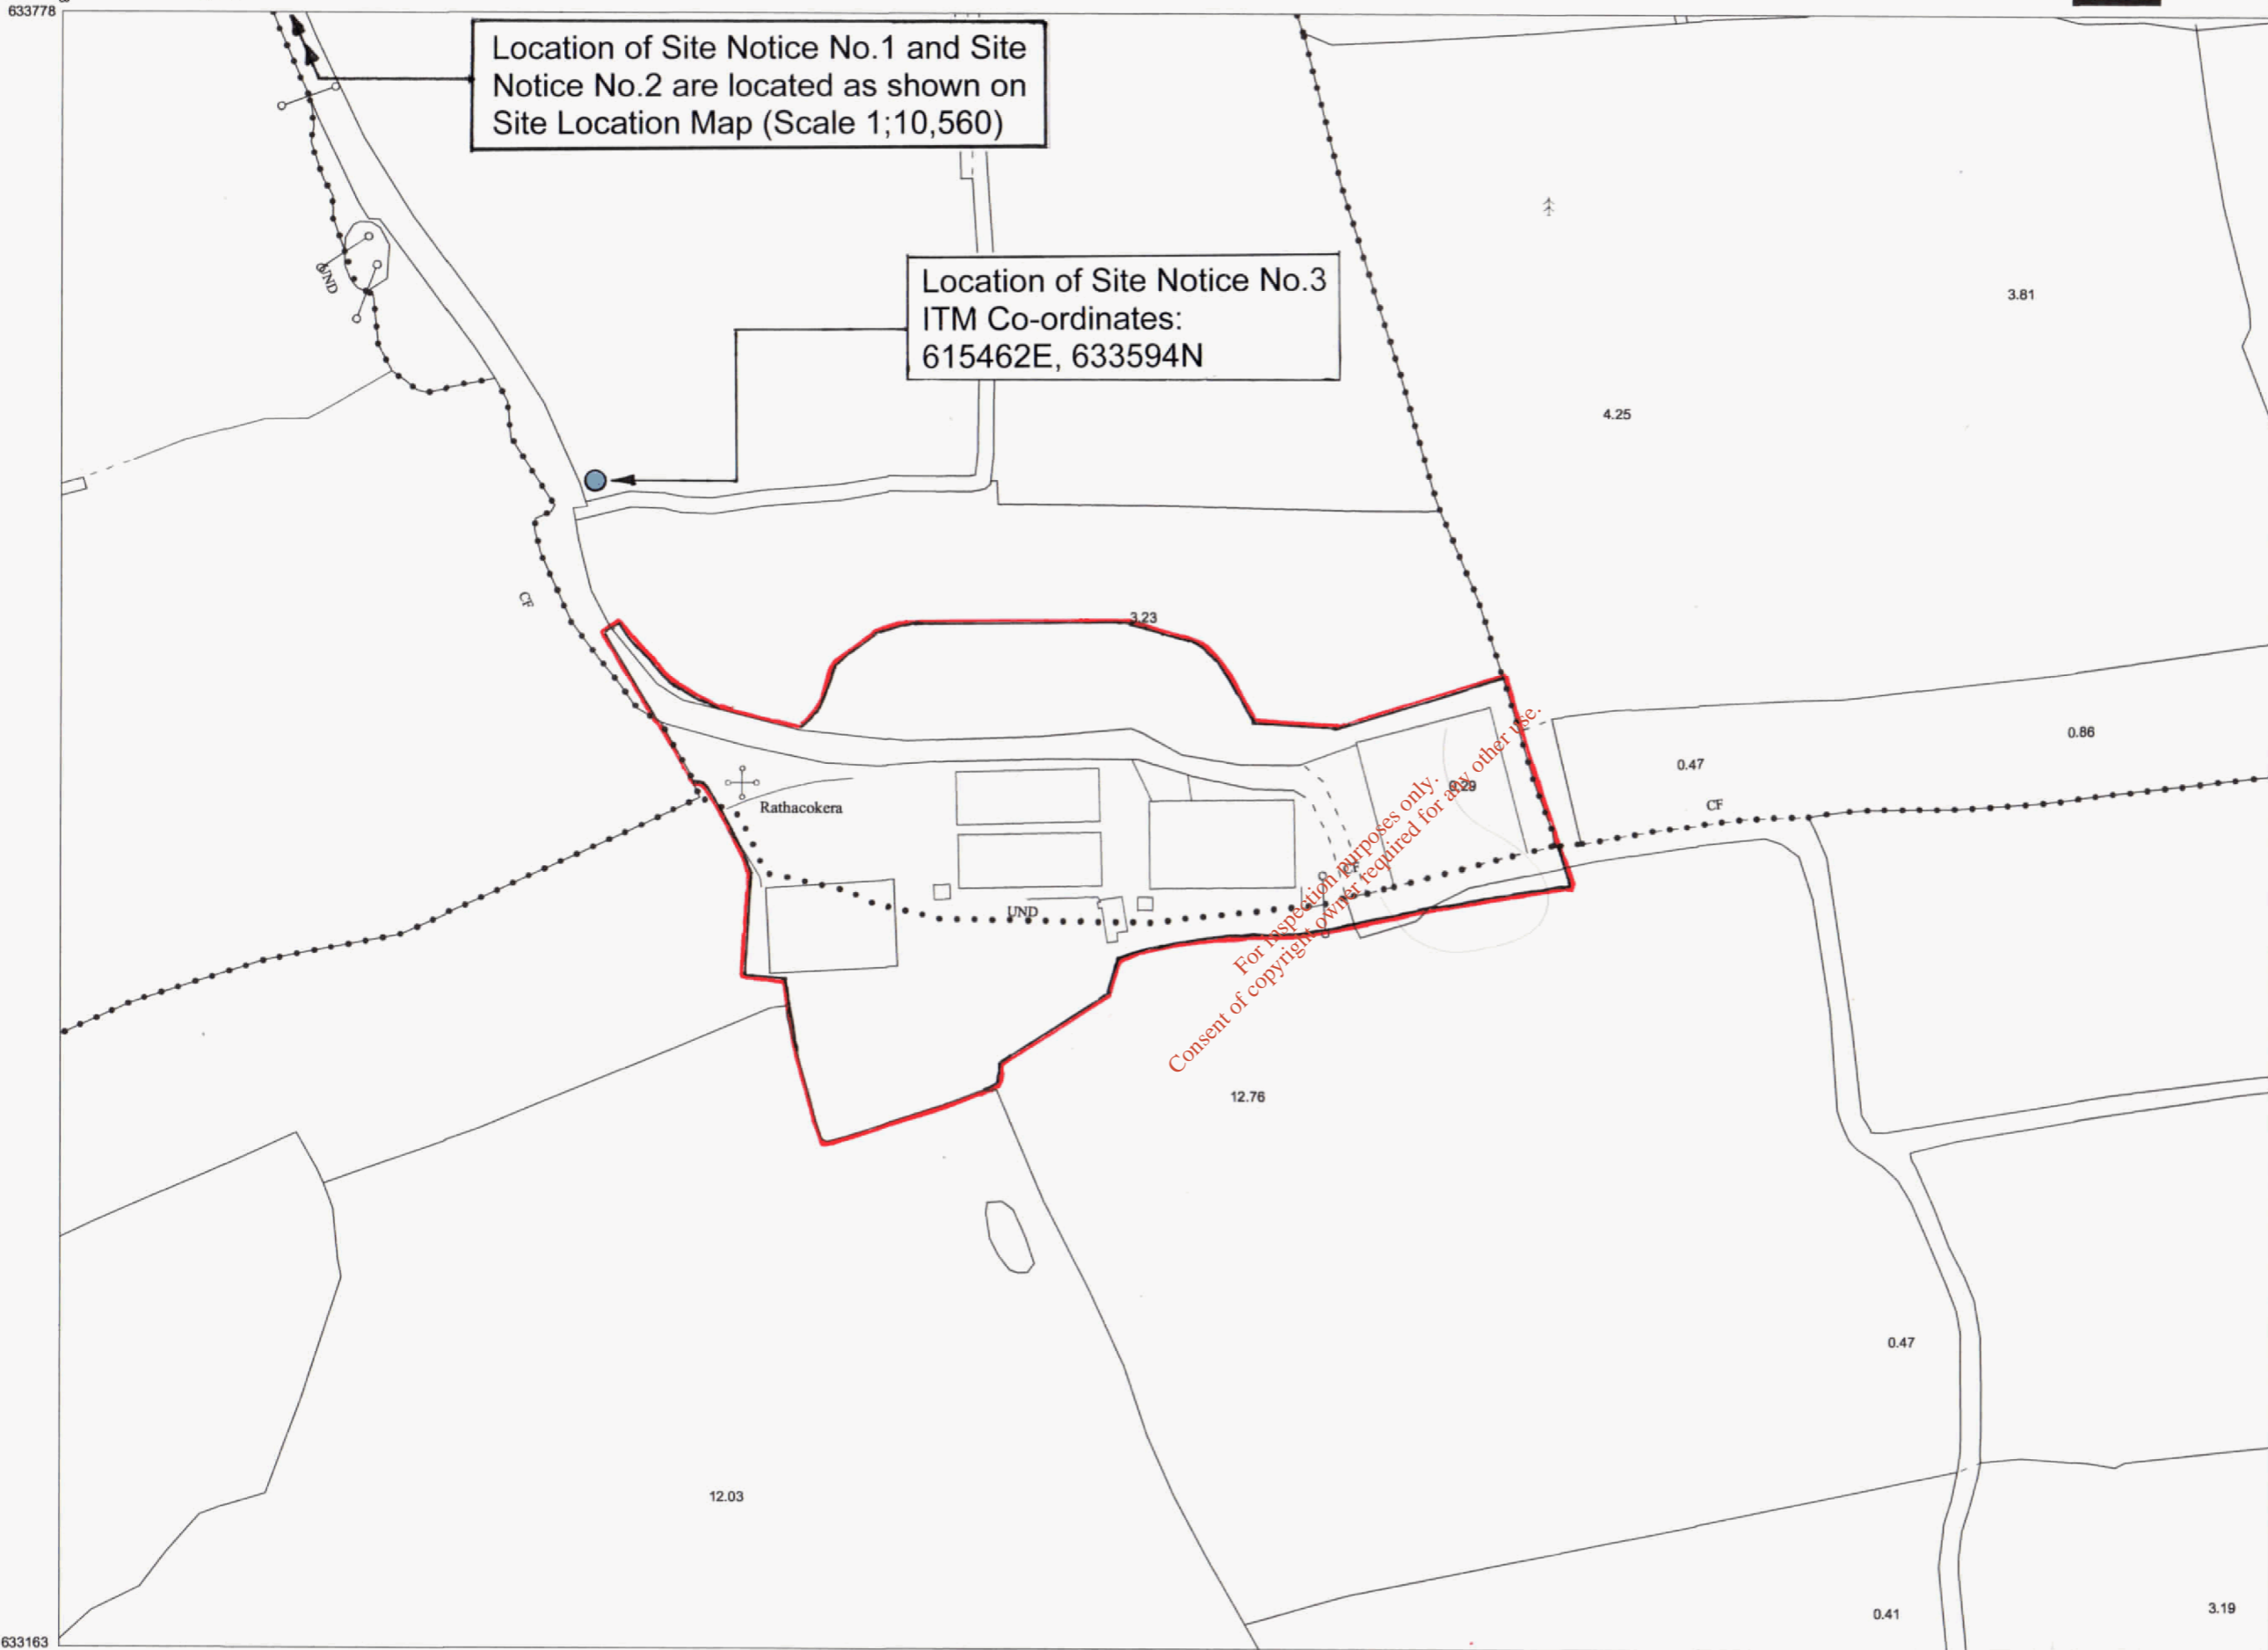 633778
Location of Site Notice No.1 and Site
Notice No.2 are located as shown on
Site Location Map (Scale 1;10,560)
UND
Location of Site Notice No.3
ITM Co-ordinates:
615462E, 633594N
3.81
4.25
CF
3.23
0.86
0.47
0.29
CF
Rathacokera
CF
UND
For inspection purposes only.
Consent of copyright owner required for any other use.
12.76
0.47
12.03
0.41
3.19
633163